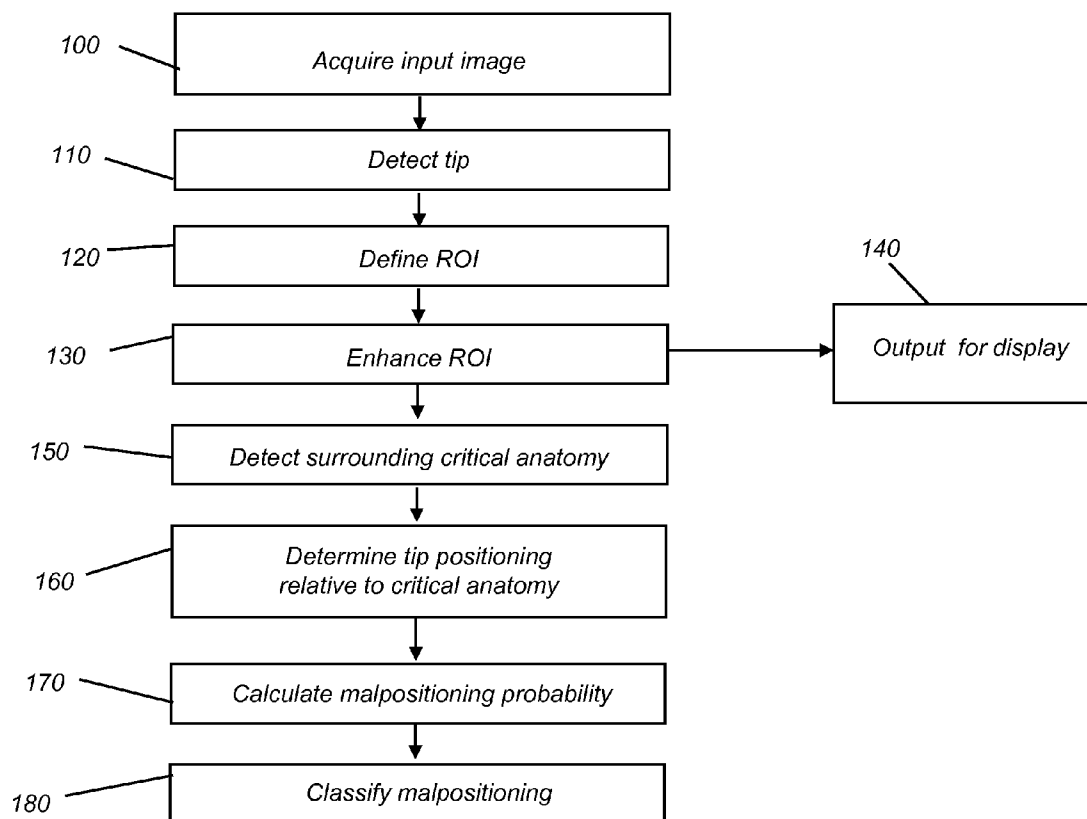 100
Acquire input image
110
Detect tip
120
Define ROI
140
130
Enhance ROI
Output for display
150
Detect surrounding critical anatomy
160
Determine tip positioning
relative to critical anatomy
170
Calculate malpositioning probability
180
Classify malpositioning